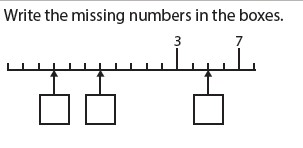 Write the missing numbers in the boxes.
3 7